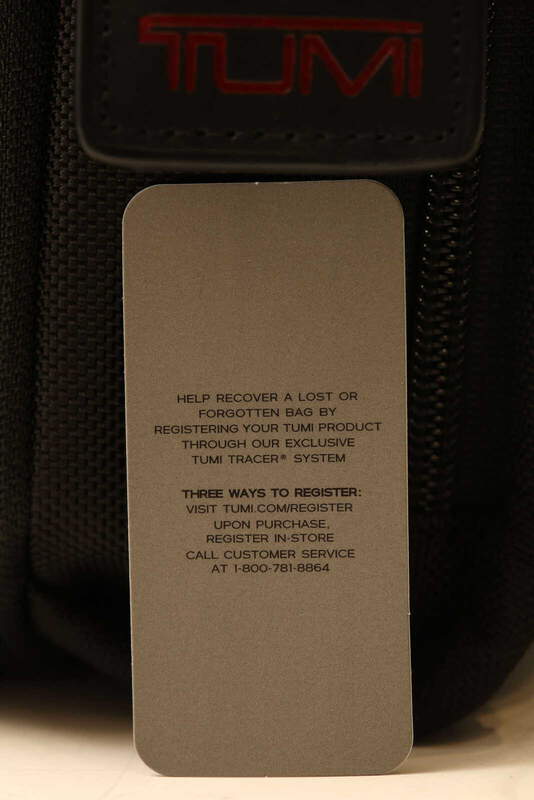 TUMI
HELP RECOVER A LOST OR
FORGOTTEN BAG BY
REGISTERING YOUR TUMI PRODUCT
THROUGH OUR EXCLUSIVE
TUMI TRACER® SYSTEM
THREE WAYS TO REGISTER:
VISIT TUMI.COM/REGISTER
UPON PURCHASE,
REGISTER IN-STORE
CALL CUSTOMER SERVICE
AT 1-800-781-8864